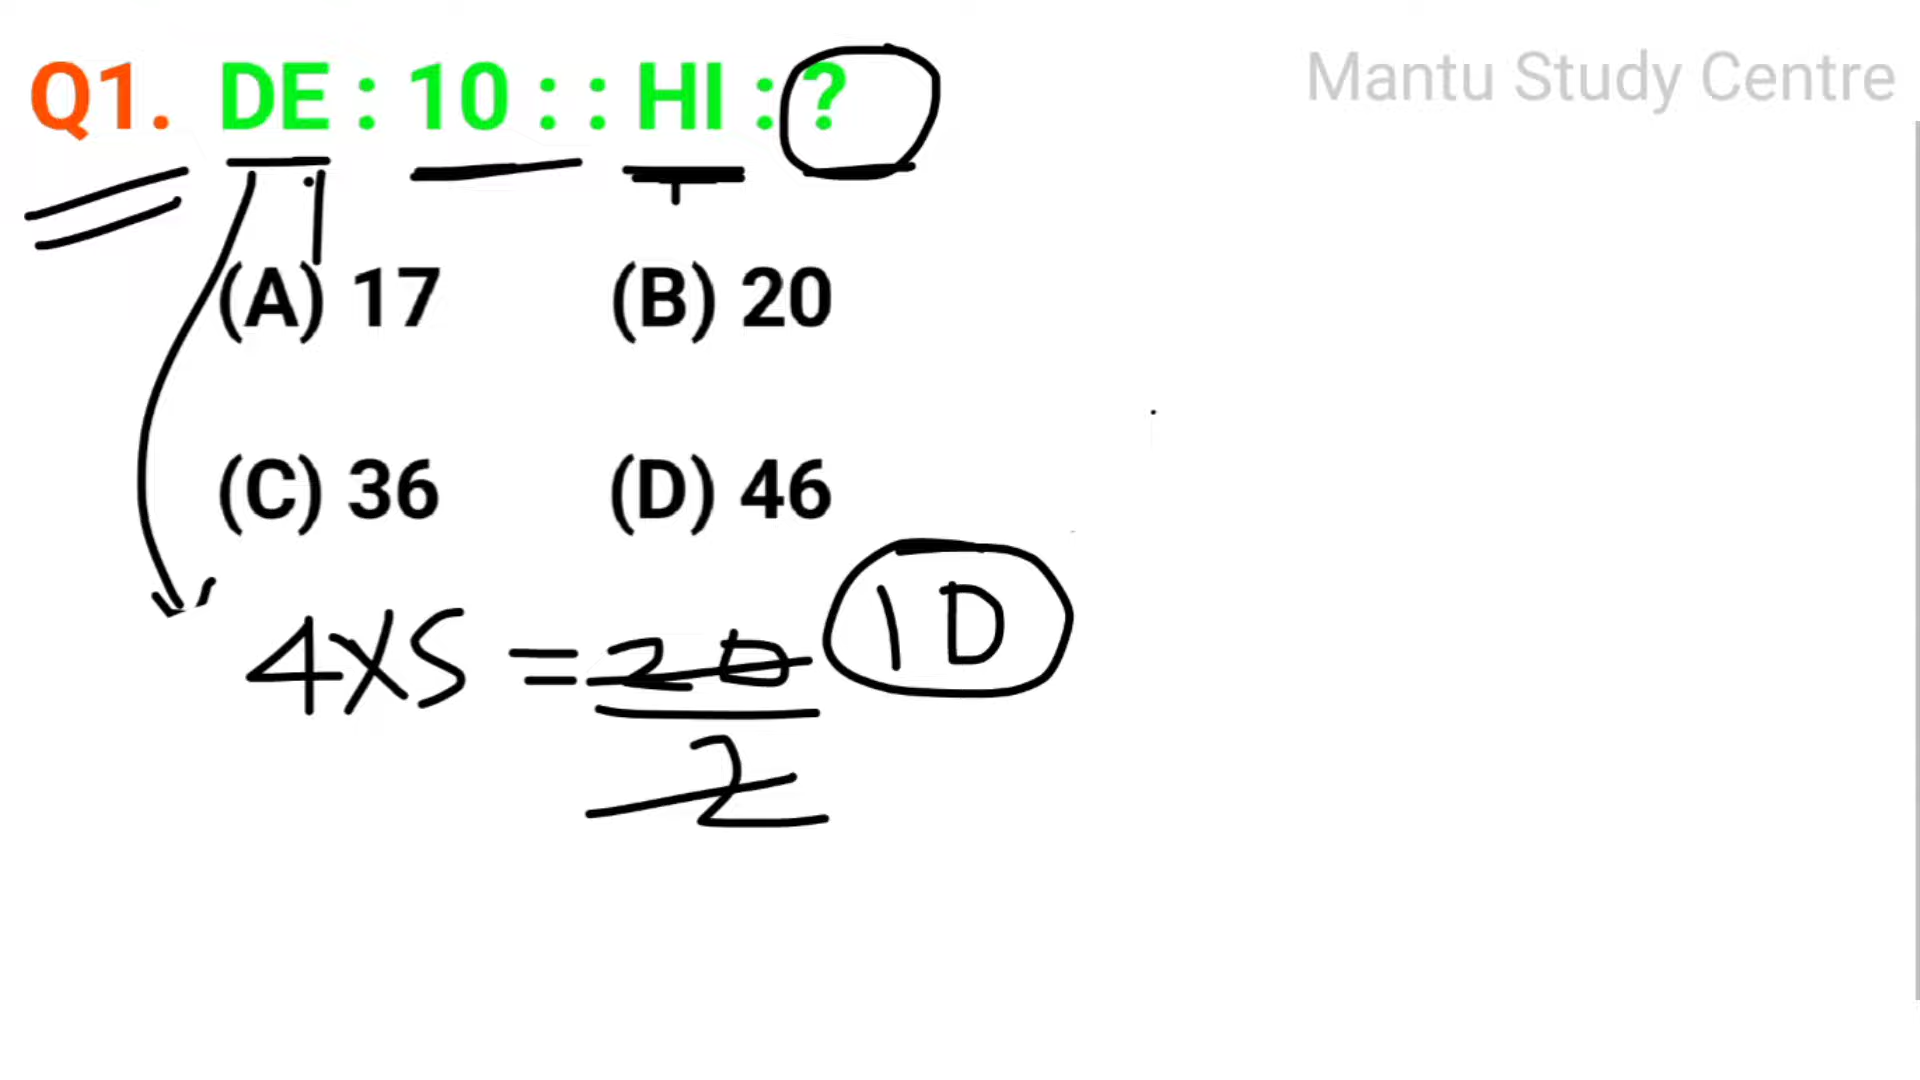 Mantu Study Centre
Q1. DE : 10 : : HI : ?
(A) 17 (B) 20
(C) 36 (D) 46
4×5 = 20 10
2